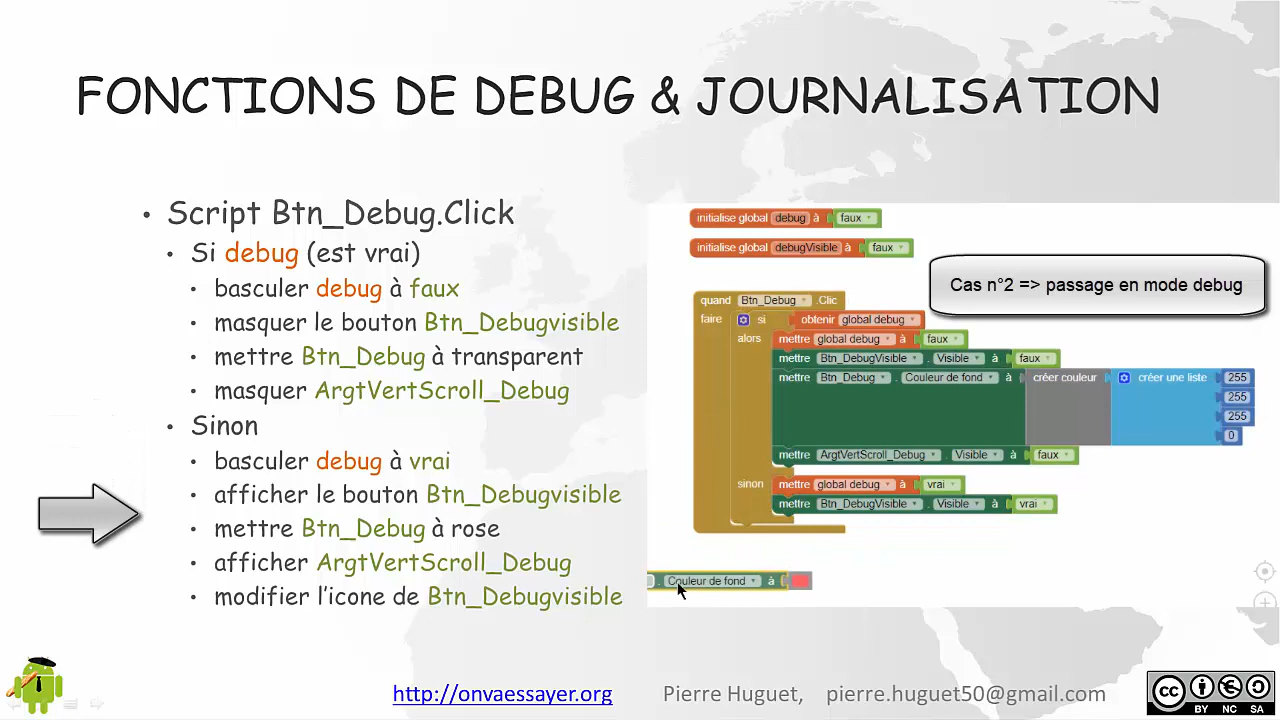 FONCTIONS DE DEBUG & JOURNALISATION
• Script Btn_Debug.Click
• Si debug (est vrai)
• basculer debug à faux
• masquer le bouton Btn_Debugvisible
• mettre Btn_Debug à transparent
• masquer ArgtVertScroll_Debug
• Sinon
• basculer debug à vrai
• afficher le bouton Btn_Debugvisible
• mettre Btn_Debug à rose
• afficher ArgtVertScroll_Debug
• modifier l'icone de Btn_Debugvisible
initialise global debug à faux
initialise global debugVisible à faux
Cas n°2 => passage en mode debug
quand Btn_Debug .Clic
faire si obtenir global debug
alors mettre global debug à faux
mettre Btn_DebugVisible . Visible à faux
mettre Btn_Debug . Couleur de fond à créer couleur créer une liste 255
255
255
0
mettre ArgtVertScroll_Debug . Visible à faux
sinon mettre global debug à vrai
mettre Btn_DebugVisible . Visible à vrai
. Couleur de fond à
http://onvaessayer.org Pierre Huguet, pierre.huguet50@gmail.com
cc BY NC SA